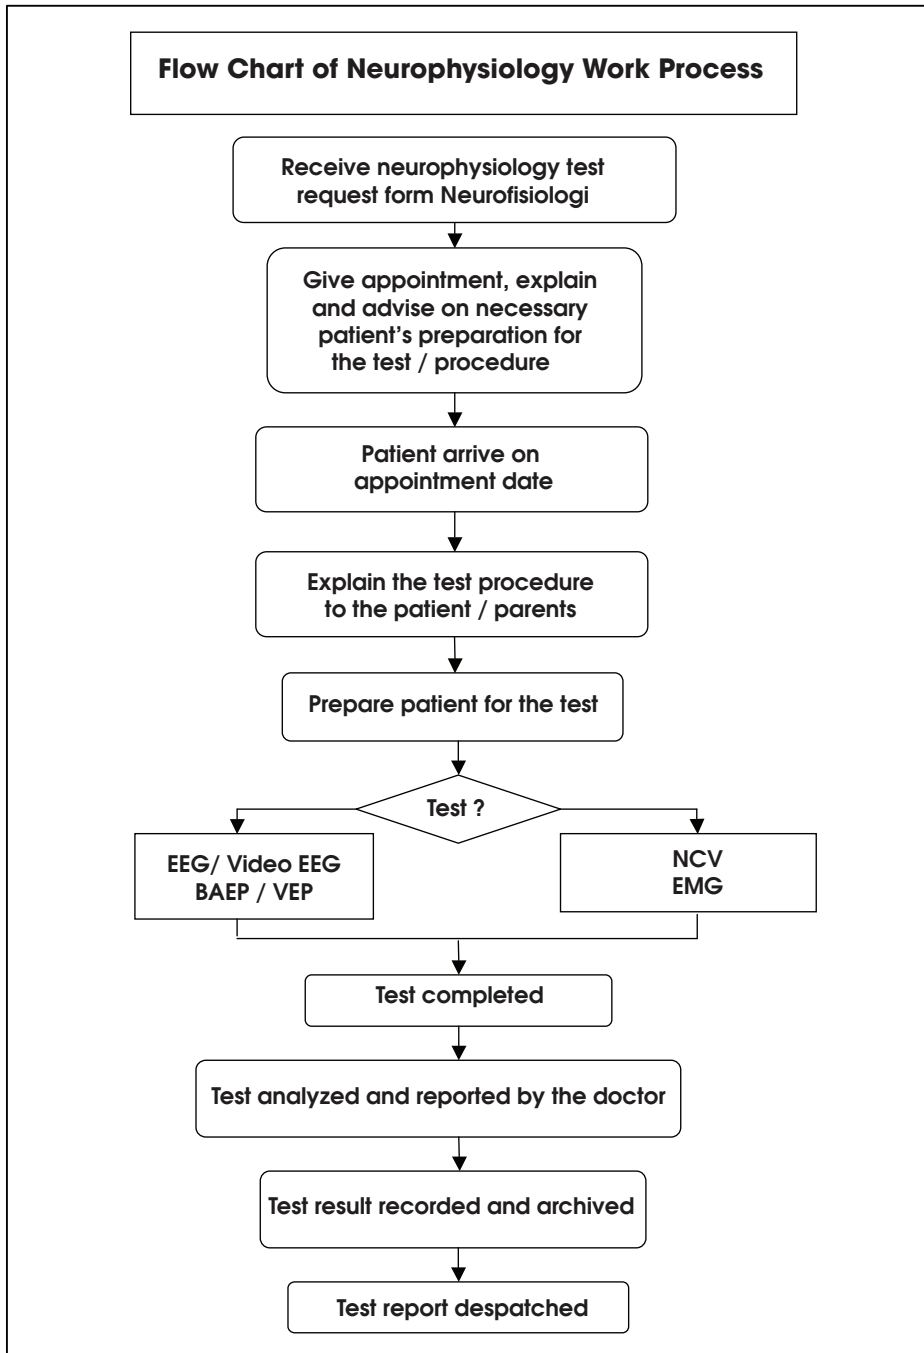 Flow Chart of Neurophysiology Work Process
Receive neurophysiology test
request form Neurofisiologi
Give appointment, explain
and advise on necessary
patient’s preparation for
the test / procedure
Patient arrive on
appointment date
Explain the test procedure
to the patient / parents
Prepare patient for the test
Test ?
EEG/ Video EEG
BAEP / VEP
NCV
EMG
Test completed
Test analyzed and reported by the doctor
Test result recorded and archived
Test report despatched